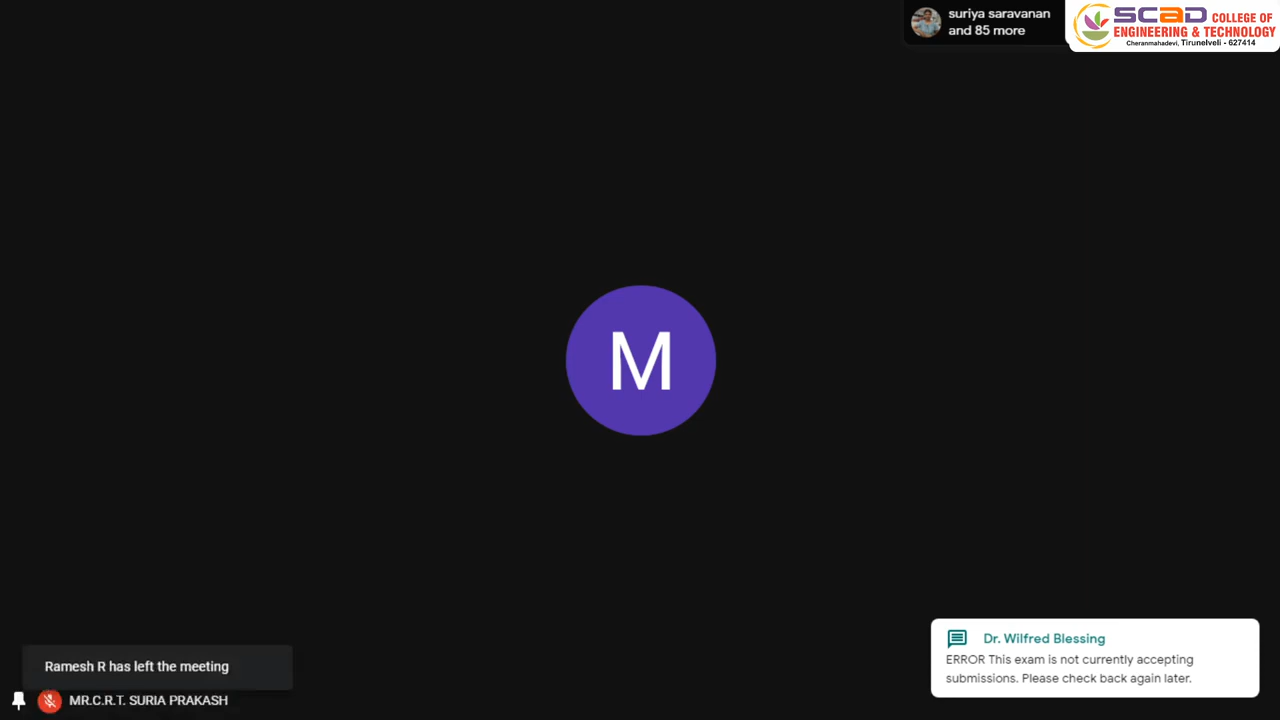 suriya saravanan
and 85 more
SCAD COLLEGE OF
ENGINEERING & TECHNOLOGY
Cheranmahadevi, Tirunelveli - 627414
M
Dr. Wilfred Blessing
ERROR This exam is not currently accepting
submissions. Please check back again later.
Ramesh R has left the meeting
MR.C.R.T. SURIA PRAKASH